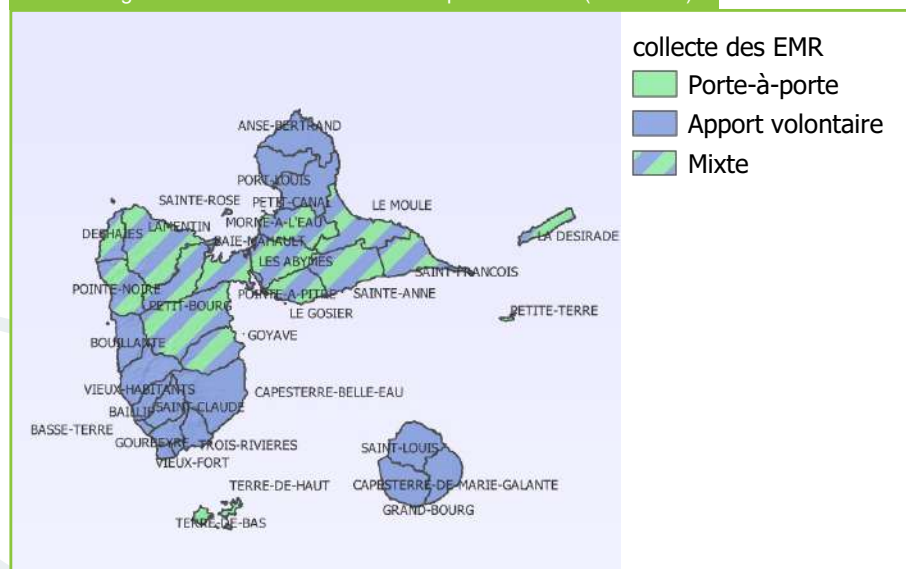 collecte des EMR
Porte-à-porte
Apport volontaire
Mixte
ANSE-BERTRAND
PORT-LOUIS
SAINTE-ROSE
PETIT-CANAL
LE MOULE
MORNE-A-L'EAU
LAMENTIN
DESHAIES
BAIE-MAHAULT
LA DESIRADE
LES ABYMES
SAINT-FRANCOIS
POINTE-NOIRE
POINTE-A-PITRE
SAINTE-ANNE
PETIT-BOURG
LE GOSIER
PETITE-TERRE
GOYAVE
BOUILLANTE
VIEUX-HABITANTS
CAPESTERRE-BELLE-EAU
BAILLIF
SAINT-CLAUDE
BASSE-TERRE
GOURBEYRE
TROIS-RIVIERES
SAINT-LOUIS
VIEUX-FORT
TERRE-DE-HAUT
CAPESTERRE-DE-MARIE-GALANTE
GRAND-BOURG
TERRE-DE-BAS